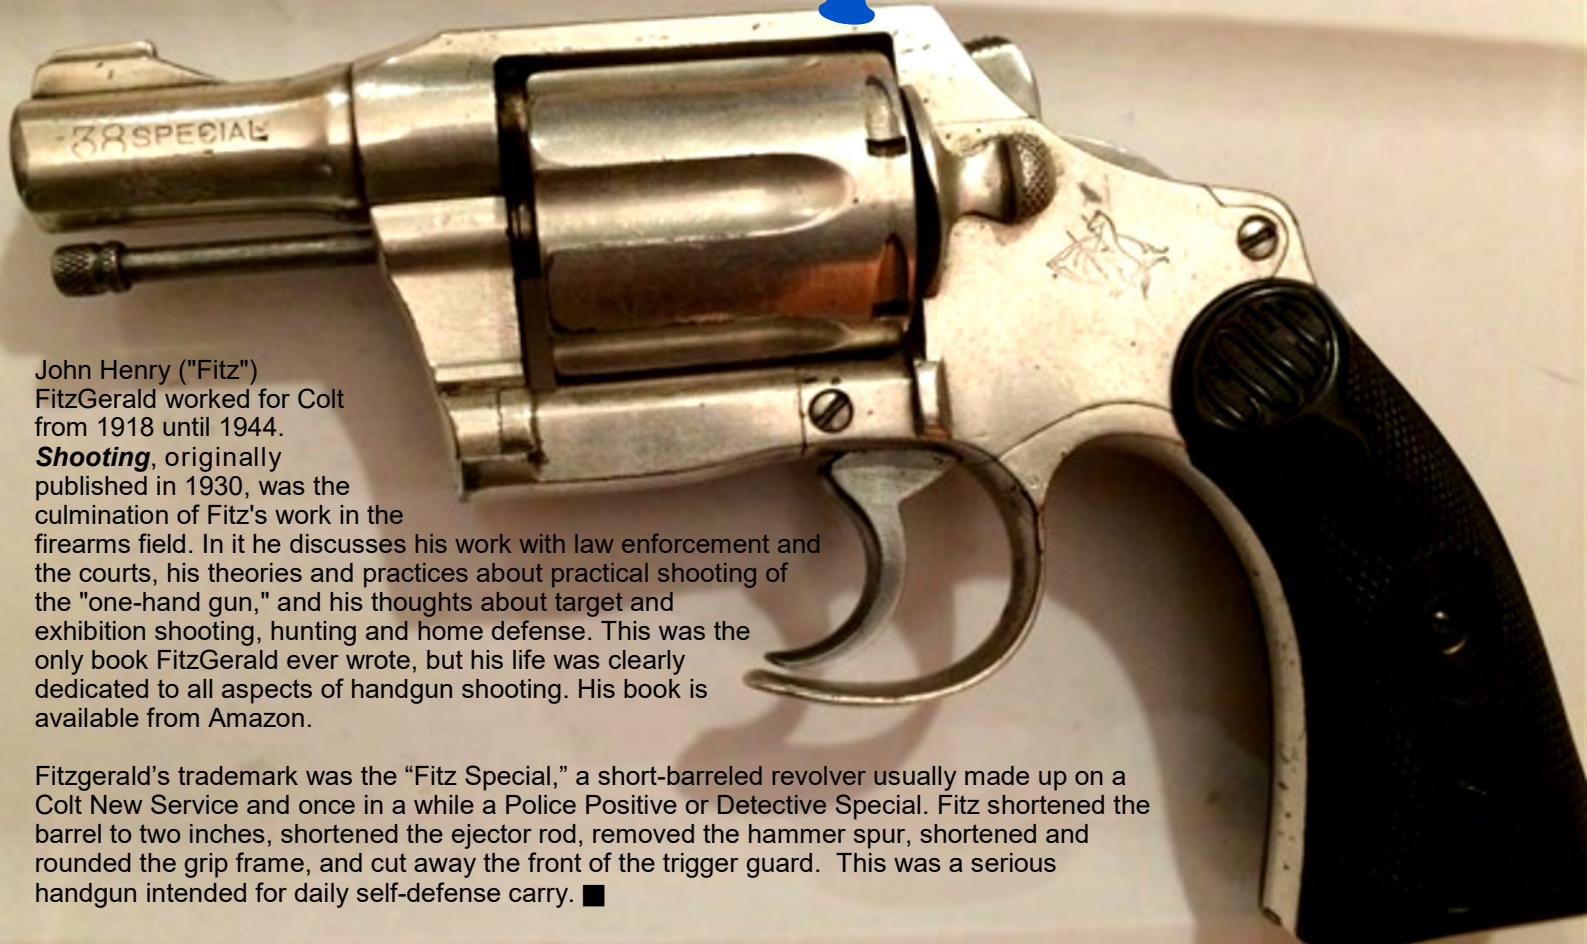 38 SPECIAL
COLT
John Henry ("Fitz")
FitzGerald worked for Colt
from 1918 until 1944.
Shooting, originally
published in 1930, was the
culmination of Fitz's work in the
firearms field. In it he discusses his work with law enforcement and
the courts, his theories and practices about practical shooting of
the "one-hand gun," and his thoughts about target and
exhibition shooting, hunting and home defense. This was the
only book FitzGerald ever wrote, but his life was clearly
dedicated to all aspects of handgun shooting. His book is
available from Amazon.
Fitzgerald’s trademark was the “Fitz Special,” a short-barreled revolver usually made up on a
Colt New Service and once in a while a Police Positive or Detective Special. Fitz shortened the
barrel to two inches, shortened the ejector rod, removed the hammer spur, shortened and
rounded the grip frame, and cut away the front of the trigger guard.  This was a serious
handgun intended for daily self-defense carry. ■